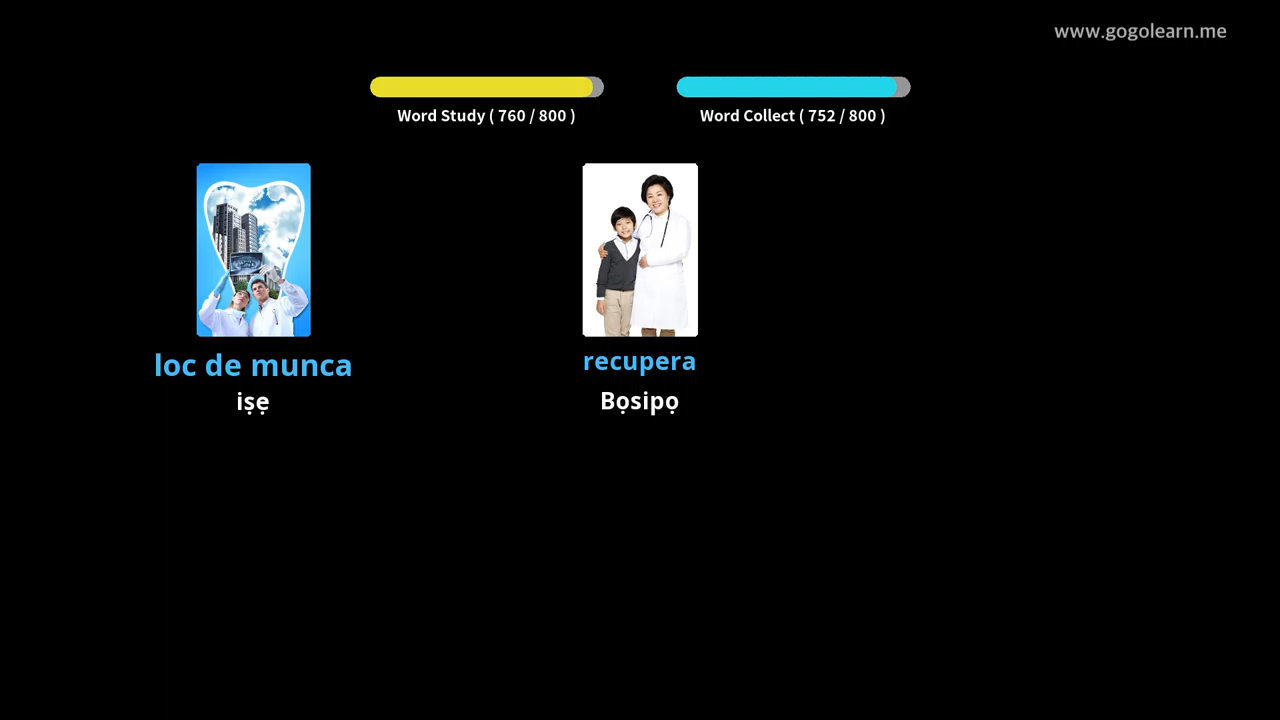 www.gogolearn.me
Word Study ( 760 / 800 )
Word Collect ( 752 / 800 )
loc de munca
iṣẹ
recupera
Bọsipọ